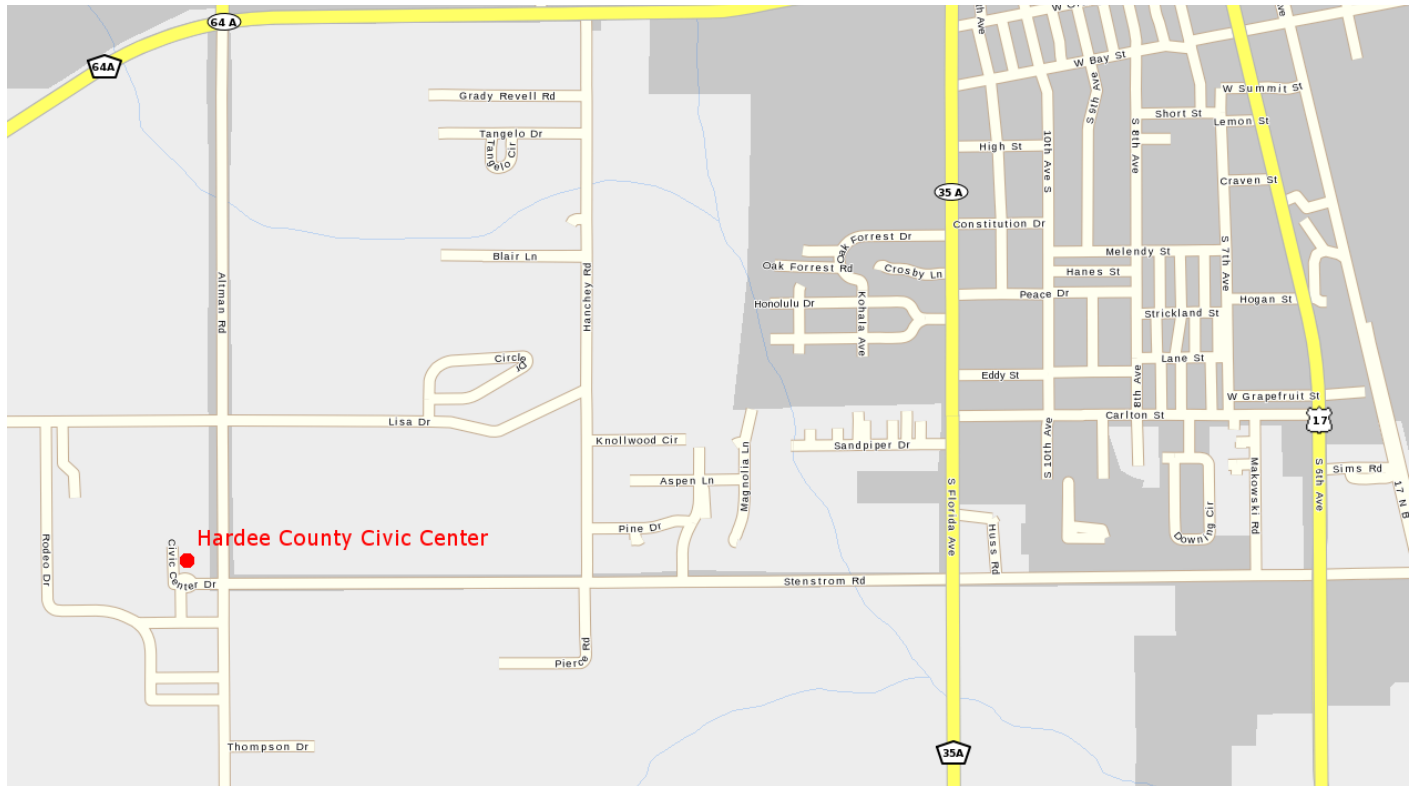 64 A
64A
W Bay St
W Summit St
Grady Revell Rd
S 9th Ave
Short St
Lemon St
Tangelo Dr
Tangelo Cir
10th Ave S
S 8th Ave
High St
Craven St
35 A
Constitution Dr
Oak Forrest Dr
Melendy St
S 7th Ave
Blair Ln
Oak Forrest Rd
Crosby Ln
Hanes St
Altman Rd
Hanchey Rd
Peace Dr
Honolulu Dr
Kohala Ave
Hogan St
Strickland St
Circle Dr
Lane St
Eddy St
8th Ave
W Grapefruit St
Lisa Dr
Carlton St
17
Knollwood Cir
Sandpiper Dr
S 10th Ave
Magnolia Ln
Aspen Ln
Makowski Rd
S 6th Ave
Sims Rd
17 N B
S Florida Ave
Pine Dr
Huss Rd
Downing Cir
Hardee County Civic Center
Rodeo Dr
Civic Center Dr
Stenstrom Rd
Pierce Rd
Thompson Dr
35A